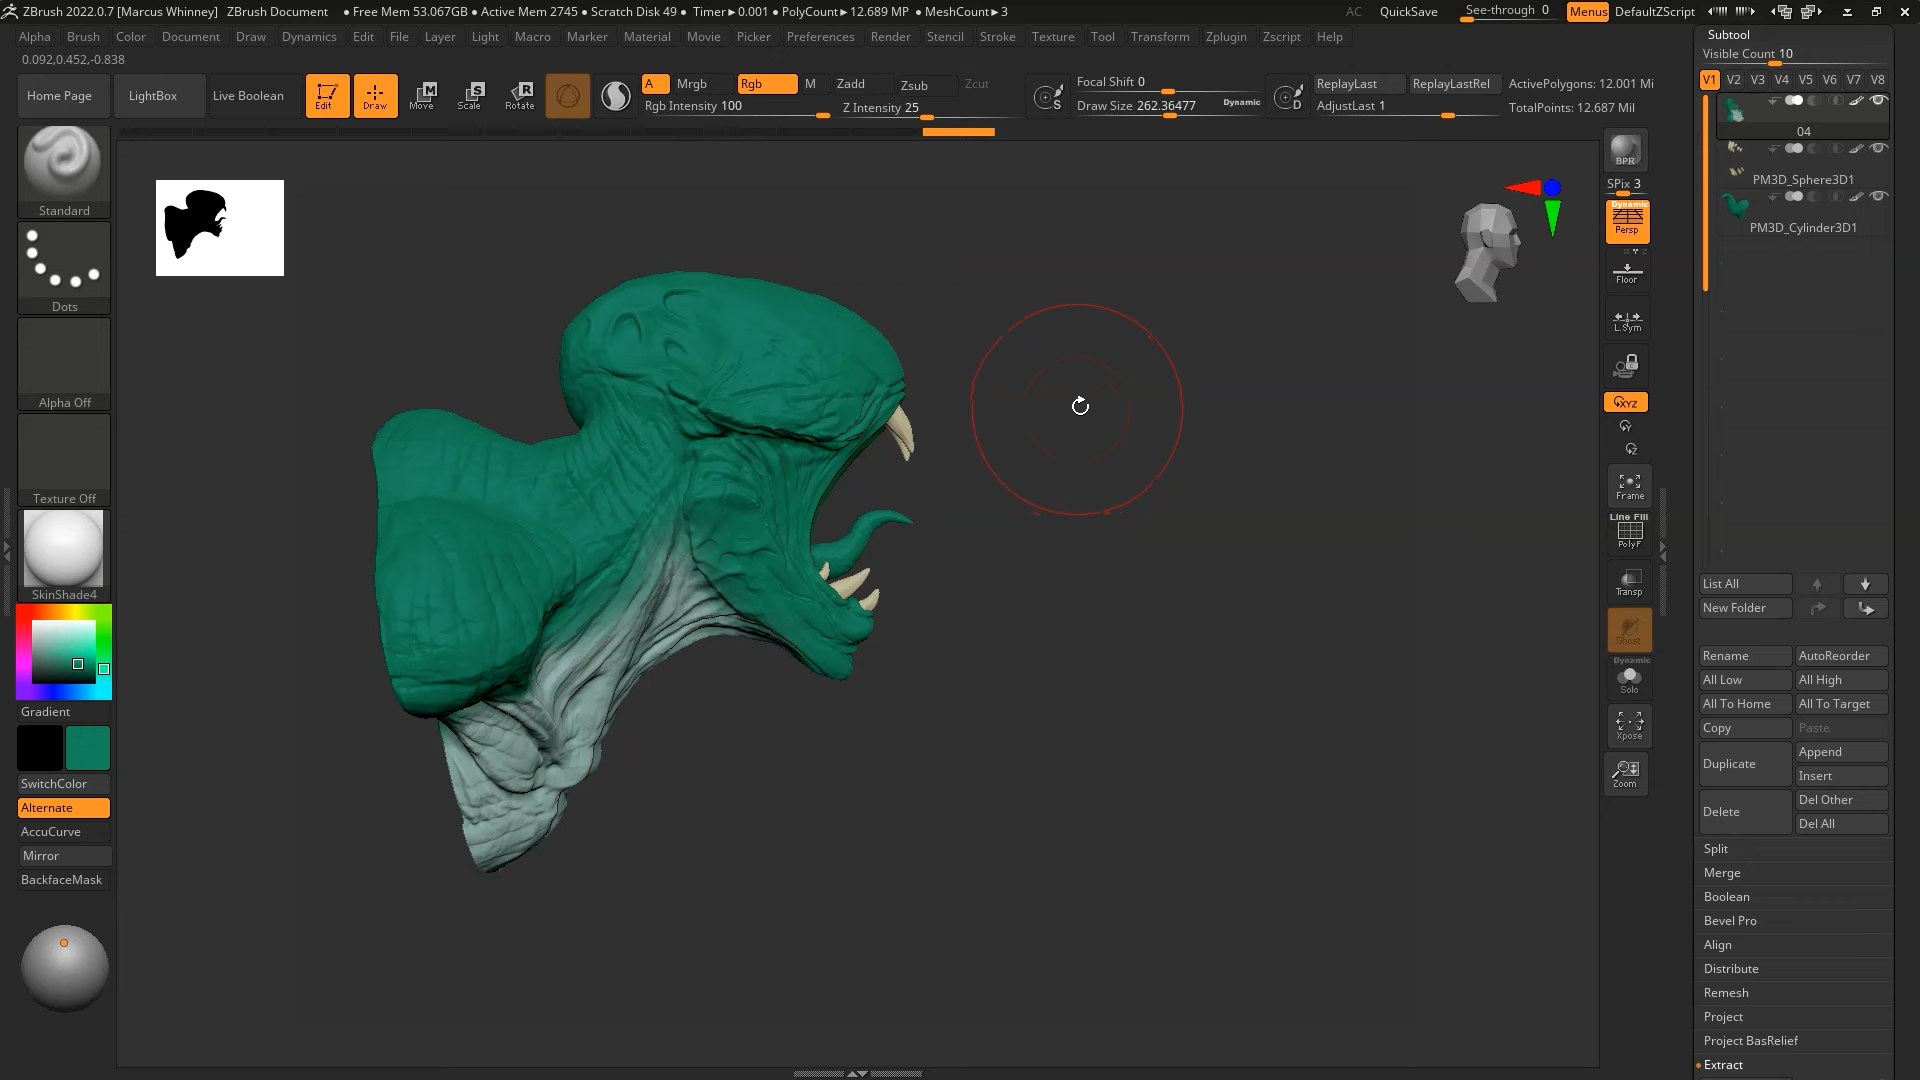 ZBrush 2022.0.7 [Marcus Whinney] ZBrush Document ● Free Mem 53.067GB ● Active Mem 2745 ● Scratch Disk 49 ● Timer►0.001 ● PolyCount►12.689 MP ● MeshCount►3 AC QuickSave See-through 0 Menus DefaultZScript
Alpha Brush Color Document Draw Dynamics Edit File Layer Light Macro Marker Material Movie Picker Preferences Render Stencil Stroke Texture Tool Transform Zplugin Zscript Help
0.092,0.452,-0.838
Home Page LightBox Live Boolean Edit Draw Move Scale Rotate
A Mrgb Rgb M Zadd Zsub Zcut
Rgb Intensity 100 Z Intensity 25
S Focal Shift 0
Draw Size 262.36477 Dynamic
D ReplayLast ReplayLastRel
AdjustLast 1
ActivePolygons: 12.001 Mi
TotalPoints: 12.687 Mil
Standard
Dots
Alpha Off
Texture Off
SkinShade4
Gradient
SwitchColor
Alternate
AccuCurve
Mirror
BackfaceMask
BPR
SPix 3
Dynamic
Persp
Floor
L.Sym
XYZ
Y
Z
Frame
Line Fill
PolyF
Transp
Ghost
Dynamic
Solo
Xpose
Zoom
Subtool
Visible Count 10
V1 V2 V3 V4 V5 V6 V7 V8
04
PM3D_Sphere3D1
PM3D_Cylinder3D1
List All
New Folder
Rename AutoReorder
All Low All High
All To Home All To Target
Copy Paste
Duplicate Append
Insert
Delete Del Other
Del All
Split
Merge
Boolean
Bevel Pro
Align
Distribute
Remesh
Project
Project BasRelief
Extract